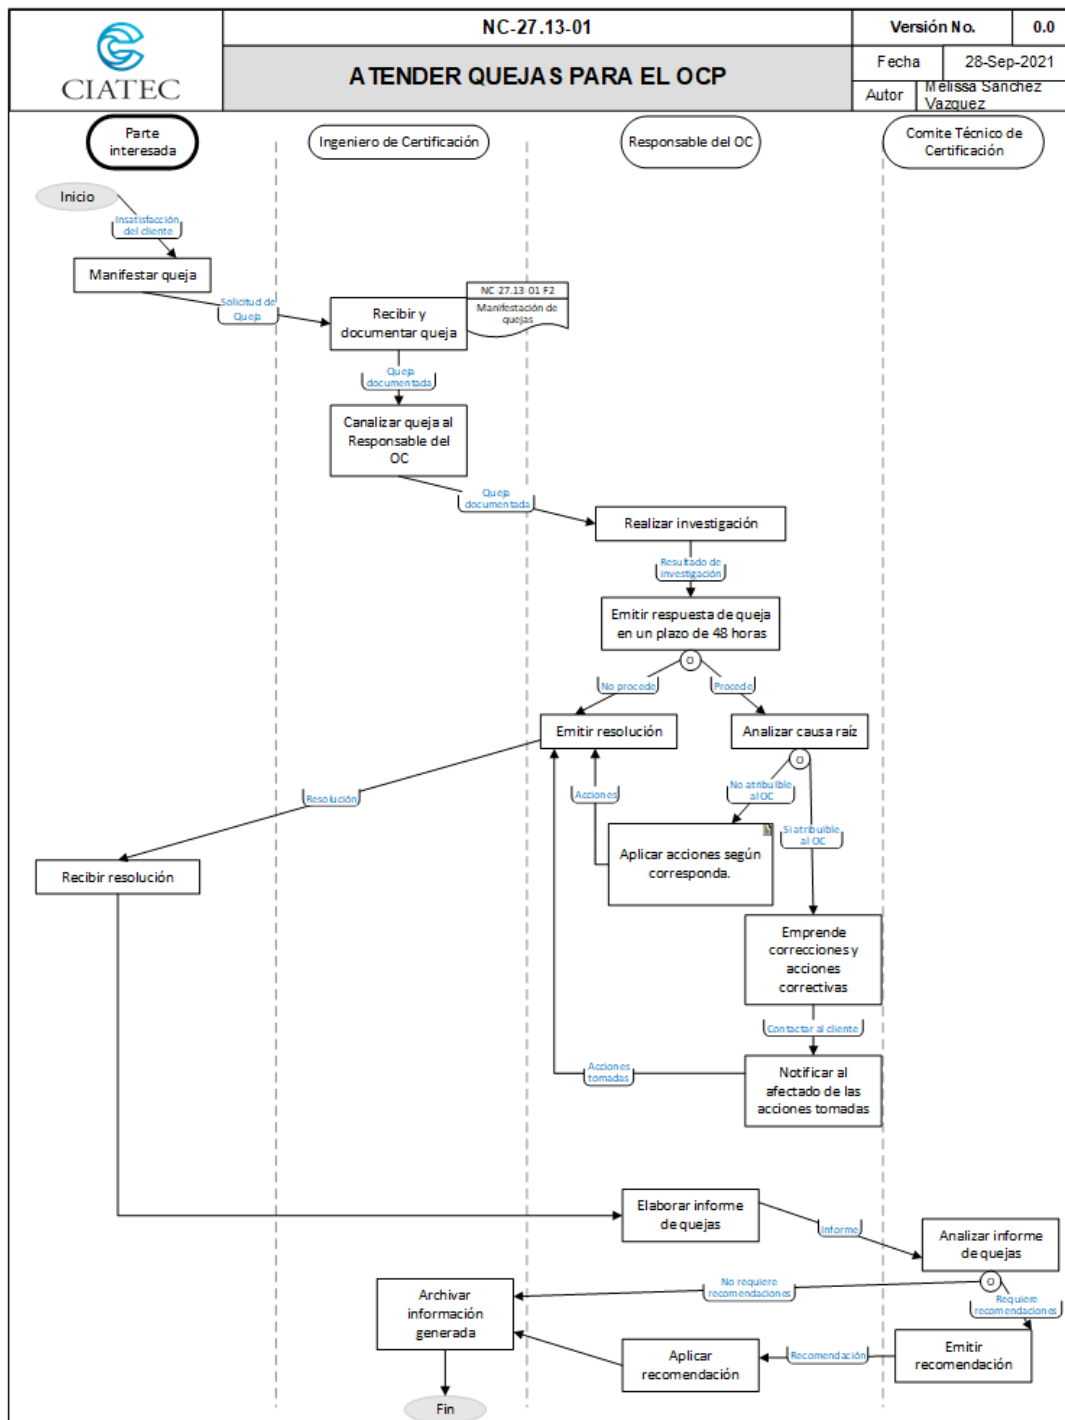 CIATEC
NC-27.13-01
ATENDER QUEJAS PARA EL OCP
Versión No.
0.0
Fecha
28-Sep-2021
Autor
Melissa Sanchez
Vazquez
Parte
interesada
Ingeniero de Certificación
Responsable del OC
Comite Técnico de
Certificación
Inicio
Insatisfacción
del cliente
Manifestar queja
Solicitud de
Queja
Recibir y
documentar queja
NC-27.13-01 F2
Manifestación de
quejas
Queja
documentada
Canalizar queja al
Responsable del
OC
Queja
documentada
Realizar investigación
Resultado de
investigación
Emitir respuesta de queja
en un plazo de 48 horas
O
No procede
Procede
Emitir resolución
Analizar causa raíz
O
No atribuible
al OC
Acciones
Resolución
Si atribuible
al OC
Aplicar acciones según
corresponda.
Recibir resolución
Emprende
correcciones y
acciones
correctivas
Contactar al cliente
Acciones
tomadas
Notificar al
afectado de las
acciones tomadas
Elaborar informe
de quejas
Informe
Analizar informe
de quejas
O
No requiere
recomendaciones
Requiere
recomendaciones
Archivar
información
generada
Aplicar
recomendación
Recomendación
Emitir
recomendación
Fin